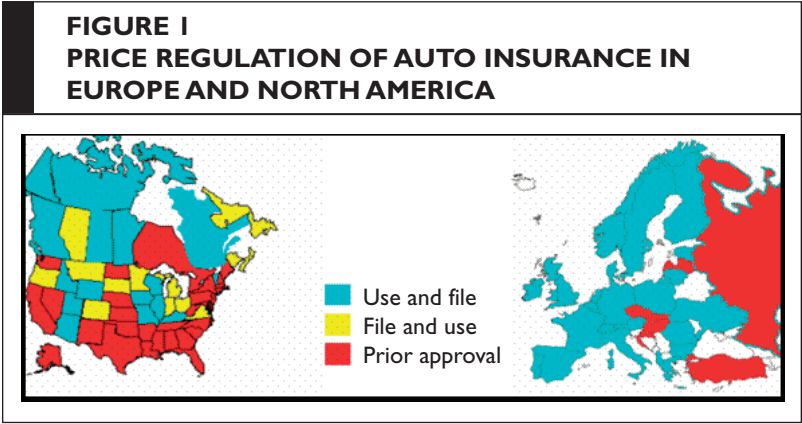 FIGURE 1
PRICE REGULATION OF AUTO INSURANCE IN
EUROPE AND NORTH AMERICA
Use and file
File and use
Prior approval